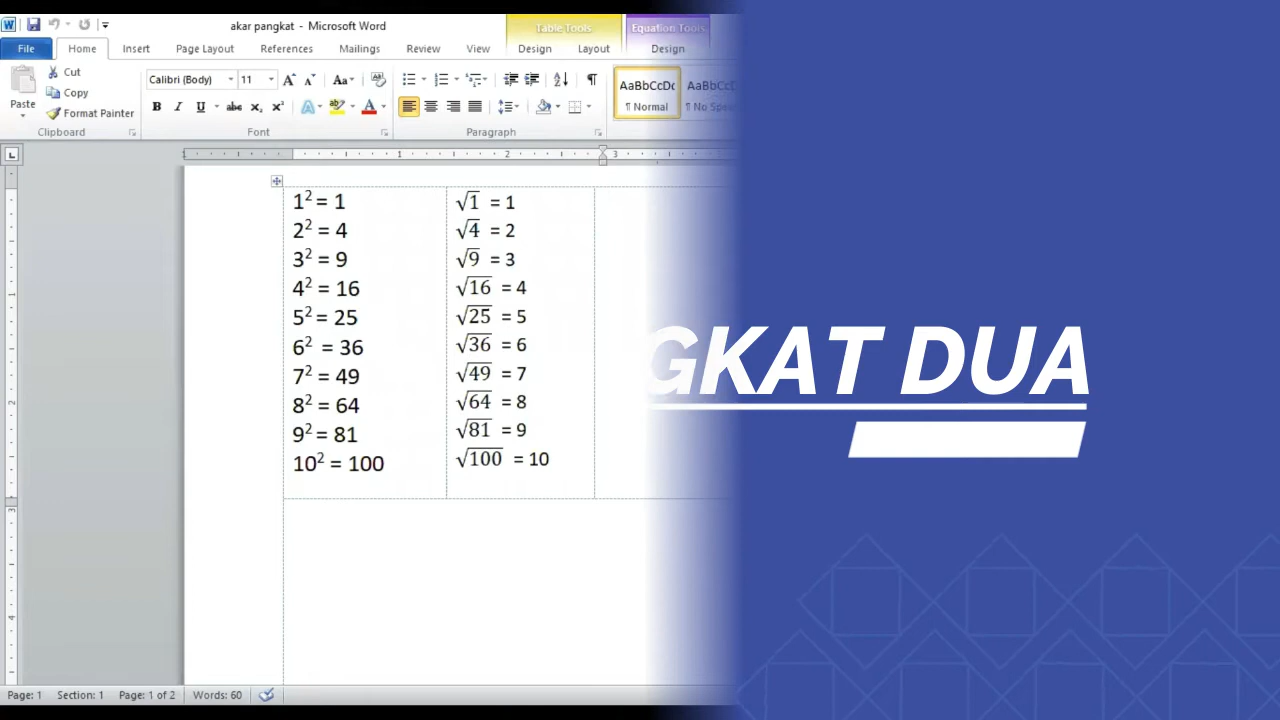 akar pangkat - Microsoft Word
Table Tools
Equation Tools
File Home Insert Page Layout References Mailings Review View Design Layout Design
Paste
Cut
Copy
Format Painter
Clipboard
Calibri (Body) 11
Font
Paragraph
AaBbCcDc
¶ Normal
AaBbCcDc
¶ No Spa
1² = 1
2² = 4
3² = 9
4² = 16
5² = 25
6² = 36
7² = 49
8² = 64
9² = 81
10² = 100
√1 = 1
√4 = 2
√9 = 3
√16 = 4
√25 = 5
√36 = 6
√49 = 7
√64 = 8
√81 = 9
√100 = 10
GKAT DUA
Page: 1 Section: 1 Page: 1 of 2 Words: 60